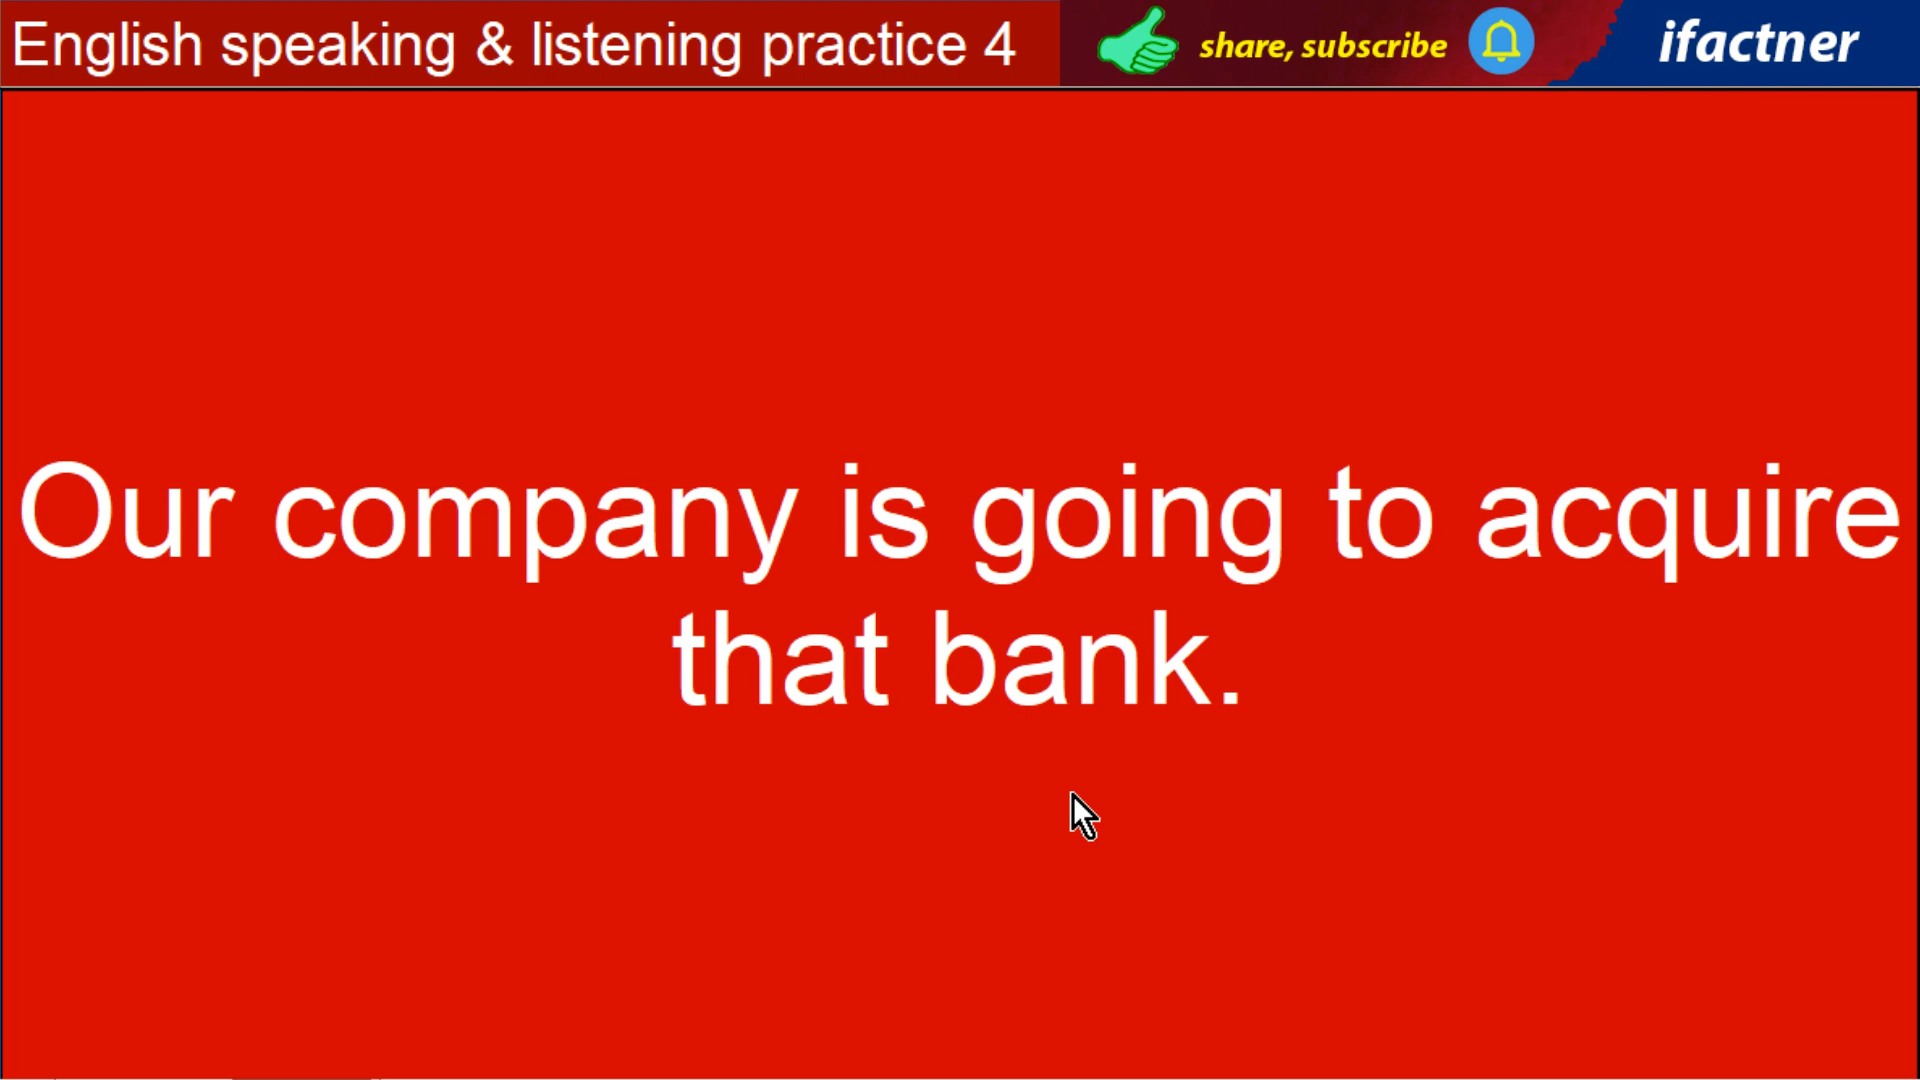 English speaking & listening practice 4
share, subscribe
ifactner
Our company is going to acquire
that bank.